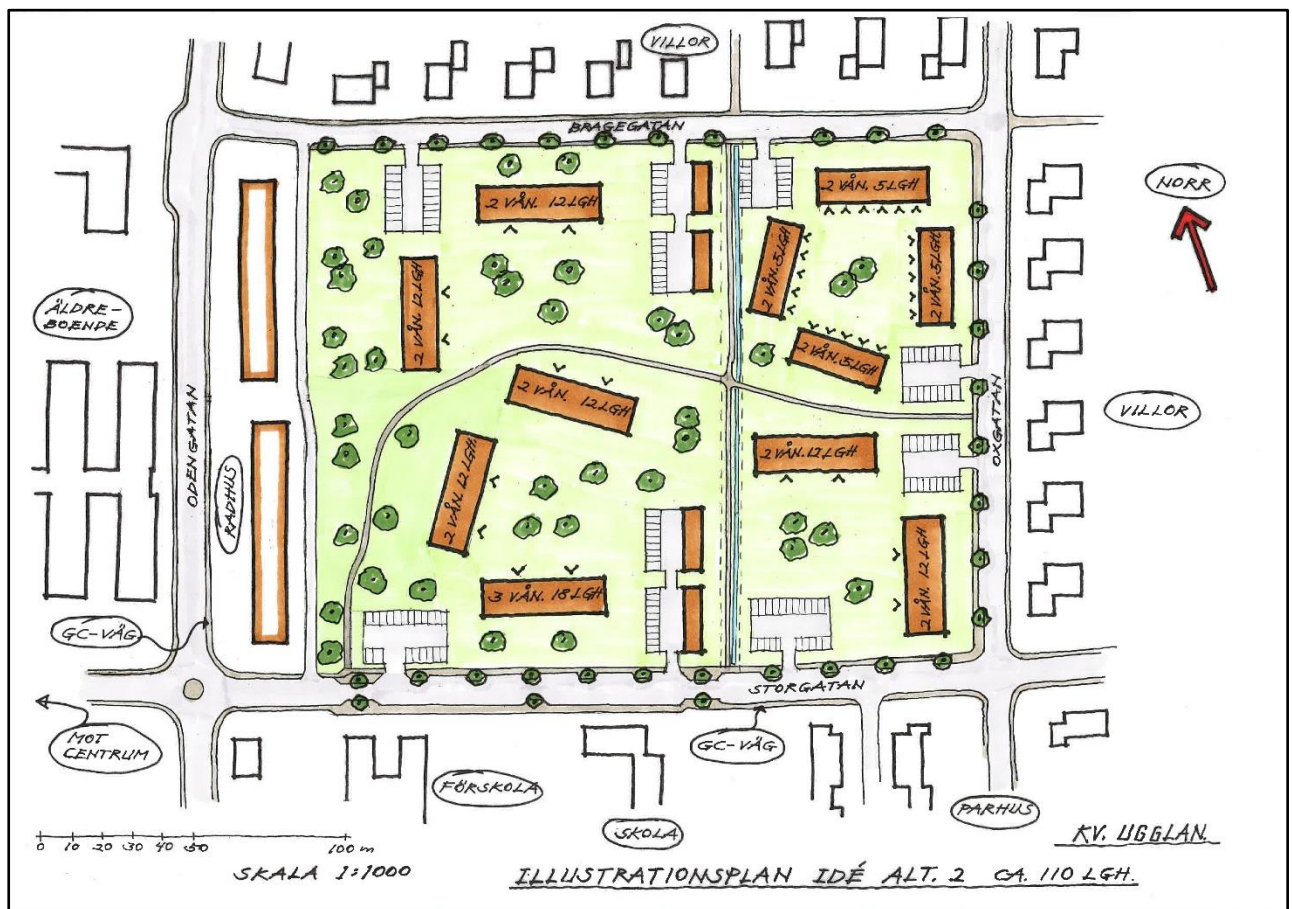 VILLOR
BRAGEGATAN
NORR
2 VÅN. 12 LGH
2 VÅN. 5 LGH
2 VÅN. 5 LGH
2 VÅN. 5 LGH
2 VÅN. 12 LGH
ÄLDRE-
BOENDE
2 VÅN. 5 LGH
2 VÅN. 12 LGH
VILLOR
ODENGATAN
RADHUS
OXGATAN
2 VÅN. 12 LGH
2 VÅN. 12 LGH
2 VÅN. 12 LGH
3 VÅN. 18 LGH
GC-VÄG
STORGATAN
MOT
CENTRUM
GC-VÄG
FÖRSKOLA
SKOLA
PARHUS
KV. UGGLAN.
0 10 20 30 40 50 100 m
SKALA 1:1000
ILLUSTRATIONSPLAN IDÉ ALT. 2 CA. 110 LGH.